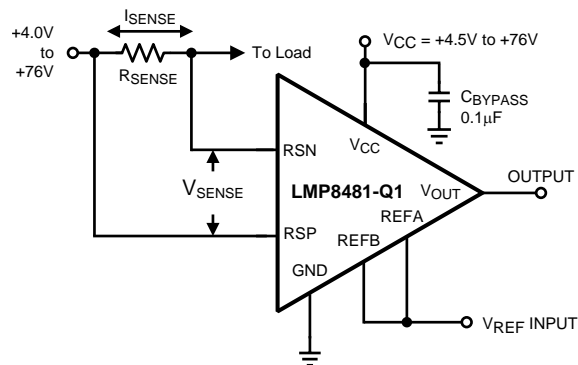 +4.0V
to
+76V
ISENSE
RSENSE
To Load
VCC = +4.5V to +76V
CBYPASS
0.1µF
RSN
VCC
VSENSE
LMP8481-Q1
VOUT
OUTPUT
REFA
RSP
REFB
GND
VREF INPUT